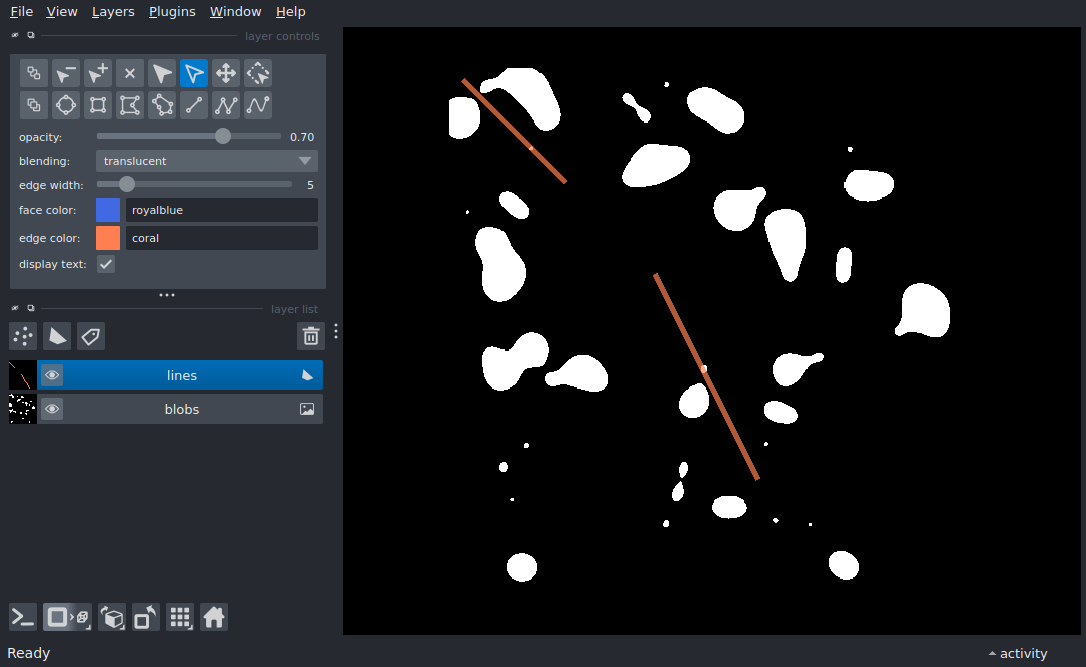 File View Layers Plugins Window Help
layer controls
opacity: 0.70
blending: translucent
edge width: 5
face color: royalblue
edge color: coral
display text:
layer list
lines
blobs
Ready activity